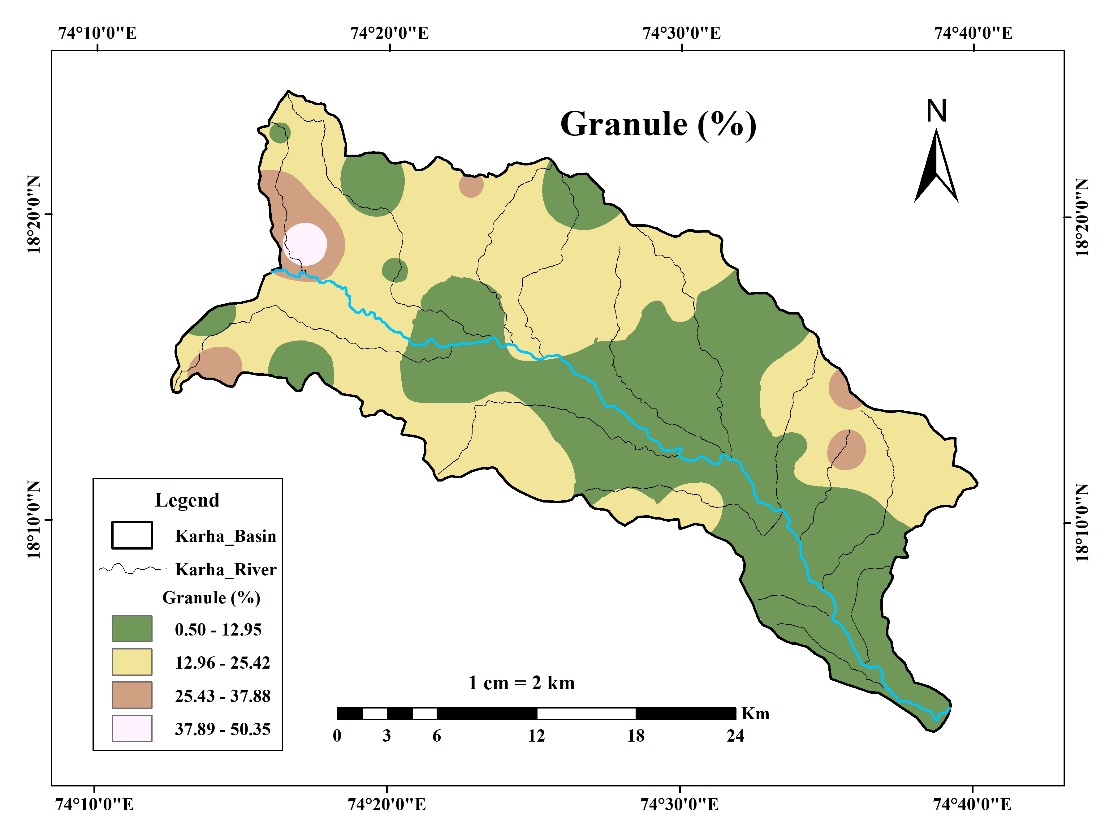 74°10'0"E 74°20'0"E 74°30'0"E 74°40'0"E
Granule (%)
N
18°20'0"N 18°20'0"N
18°10'0"N 18°10'0"N
Legend
Karha_Basin
Karha_River
Granule (%)
0.50 - 12.95
12.96 - 25.42
25.43 - 37.88
37.89 - 50.35
1 cm = 2 km
Km
0 3 6 12 18 24
74°10'0"E 74°20'0"E 74°30'0"E 74°40'0"E